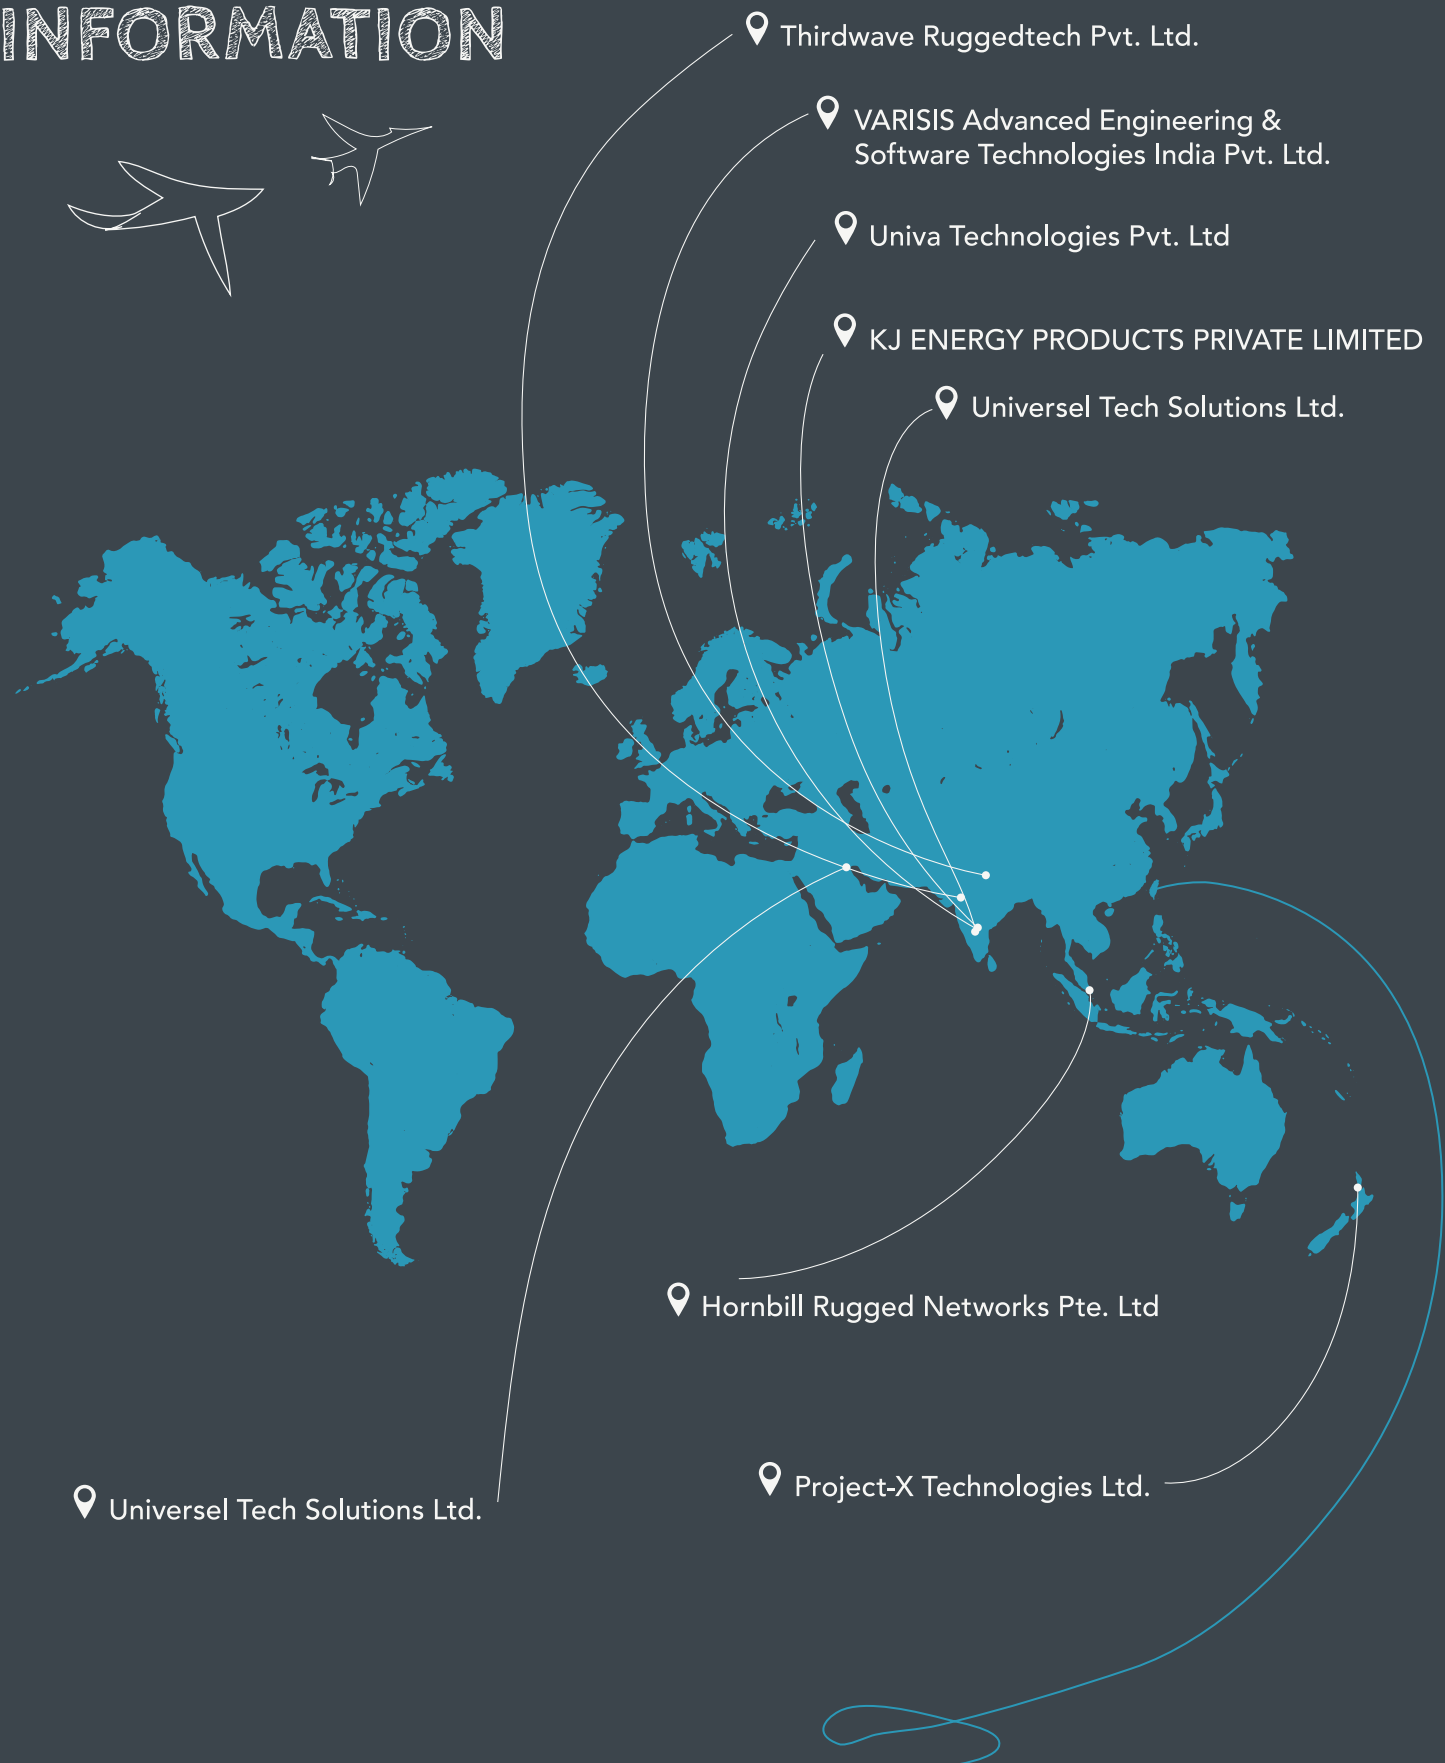 INFORMATION
Thirdwave Ruggedtech Pvt. Ltd.
VARISIS Advanced Engineering &
Software Technologies India Pvt. Ltd.
Univa Technologies Pvt. Ltd
KJ ENERGY PRODUCTS PRIVATE LIMITED
Universel Tech Solutions Ltd.
Hornbill Rugged Networks Pte. Ltd
Project-X Technologies Ltd.
Universel Tech Solutions Ltd.